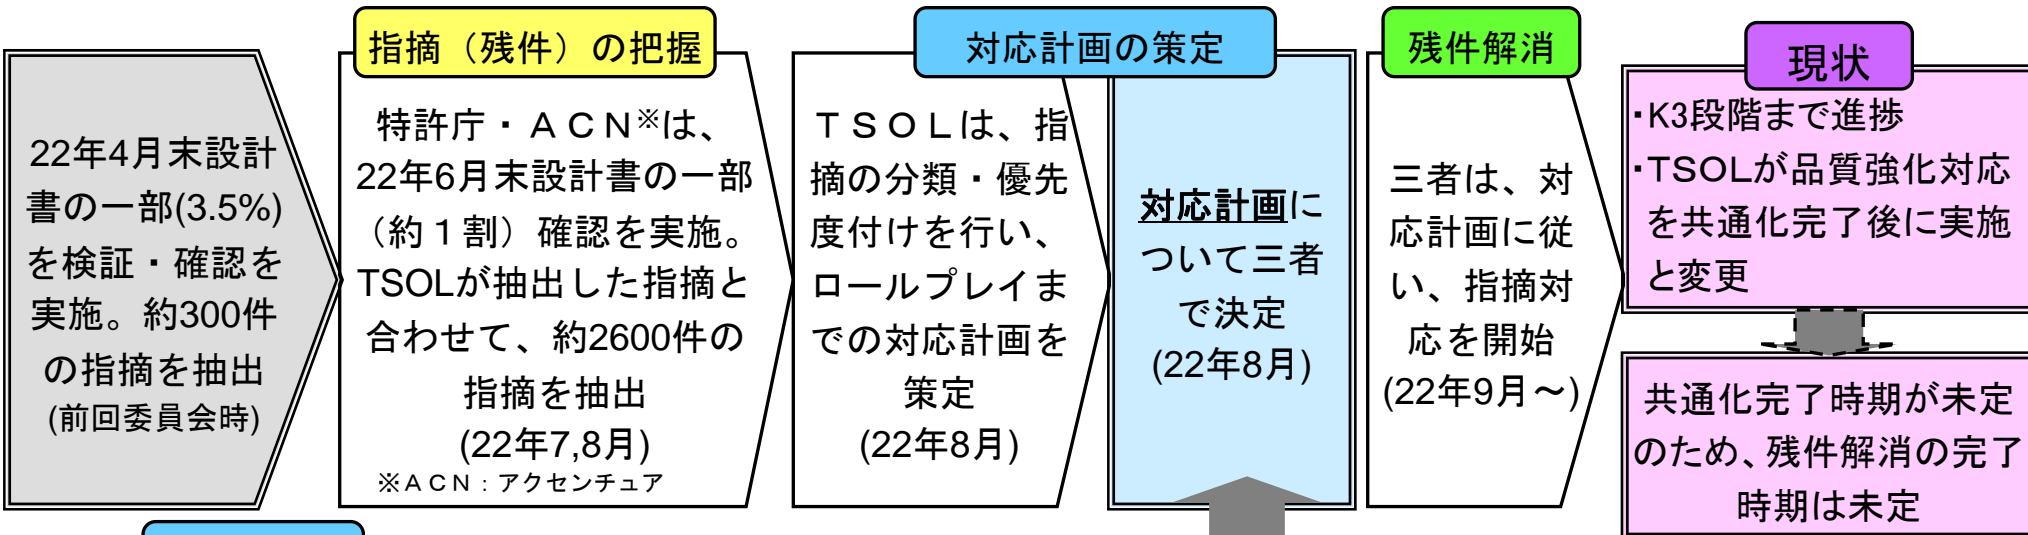 22年4月末設計
書の一部(3.5%)
を検証・確認を
実施。約300件
の指摘を抽出
(前回委員会時)
指摘（残件）の把握
特許庁・ＡＣＮ※は、
22年6月末設計書の一部
（約１割）確認を実施。
TSOLが抽出した指摘と
合わせて、約2600件の
指摘を抽出
(22年7,8月)
※ＡＣＮ：アクセンチュア
対応計画の策定
ＴＳＯＬは、指
摘の分類・優先
度付けを行い、
ロールプレイま
での対応計画を
策定
(22年8月)
対応計画に
ついて三者
で決定
(22年8月)
残件解消
三者は、対
応計画に従
い、指摘対
応を開始
(22年9月～)
現状
・K3段階まで進捗
・TSOLが品質強化対応
を共通化完了後に実施
と変更
共通化完了時期が未定
のため、残件解消の完了
時期は未定